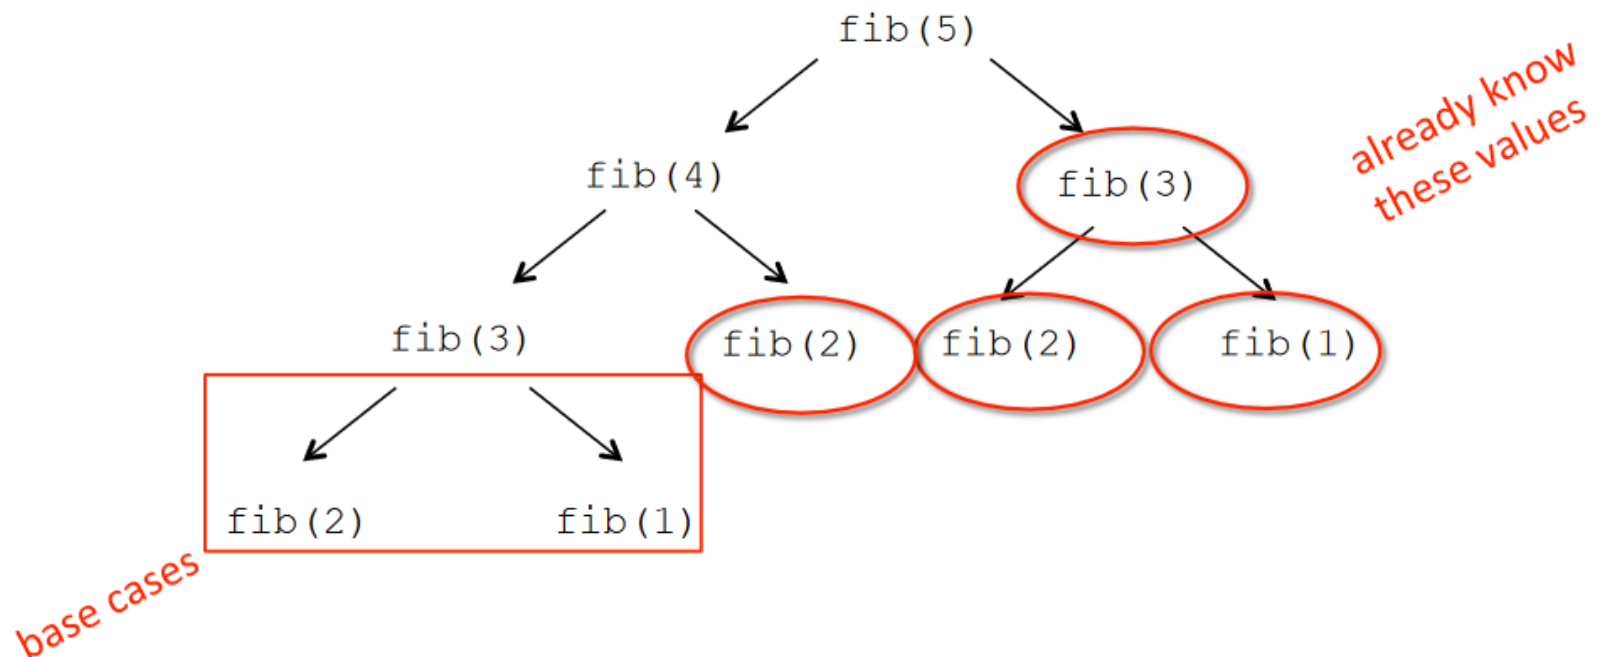 fib(5)
already know
these values
fib(4)
fib(3)
fib(3)
fib(2)
fib(2)
fib(1)
fib(2)
fib(1)
base cases